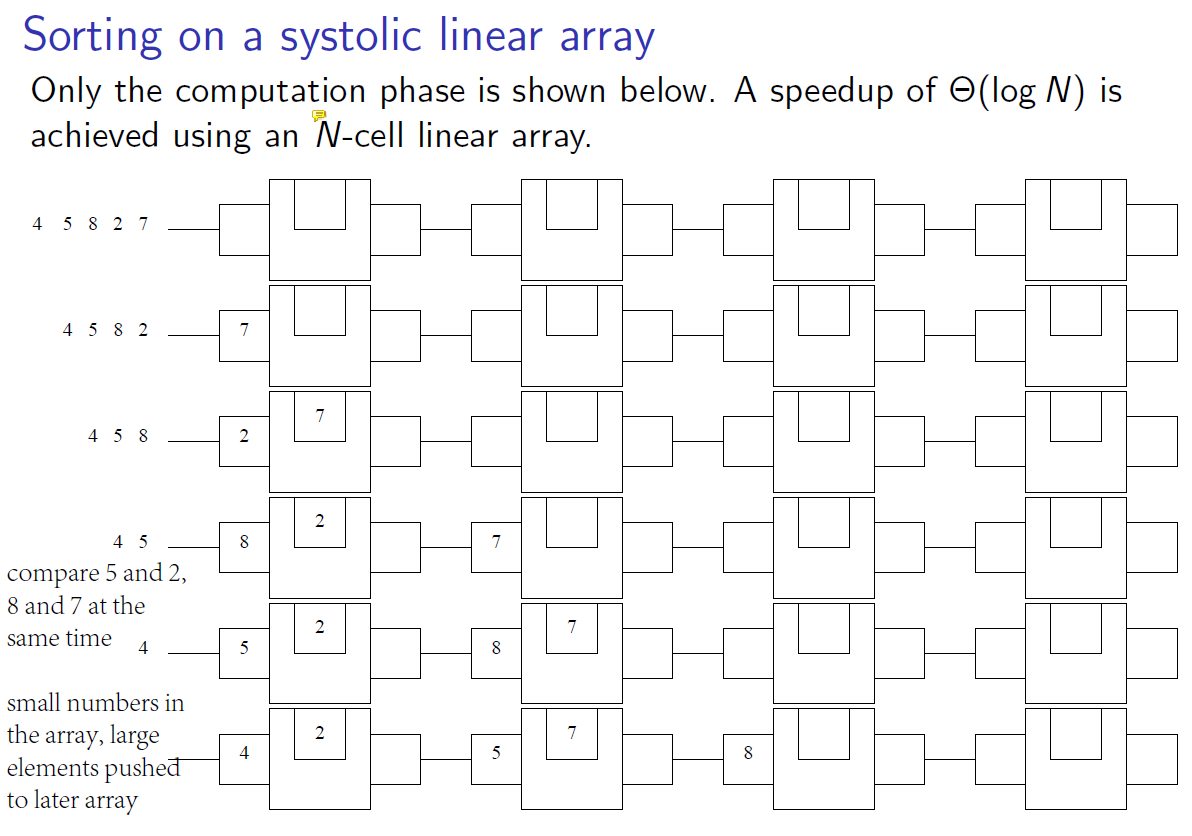 Sorting on a systolic linear array
Only the computation phase is shown below. A speedup of Θ(log N) is
achieved using an N-cell linear array.
4 5 8 2 7
4 5 8 2 7
7
4 5 8 2
2
4 5 8 7
compare 5 and 2,
8 and 7 at the
same time
2 7
4 5 8
small numbers in
the array, large
elements pushed
to later array
2 7
4 5 8